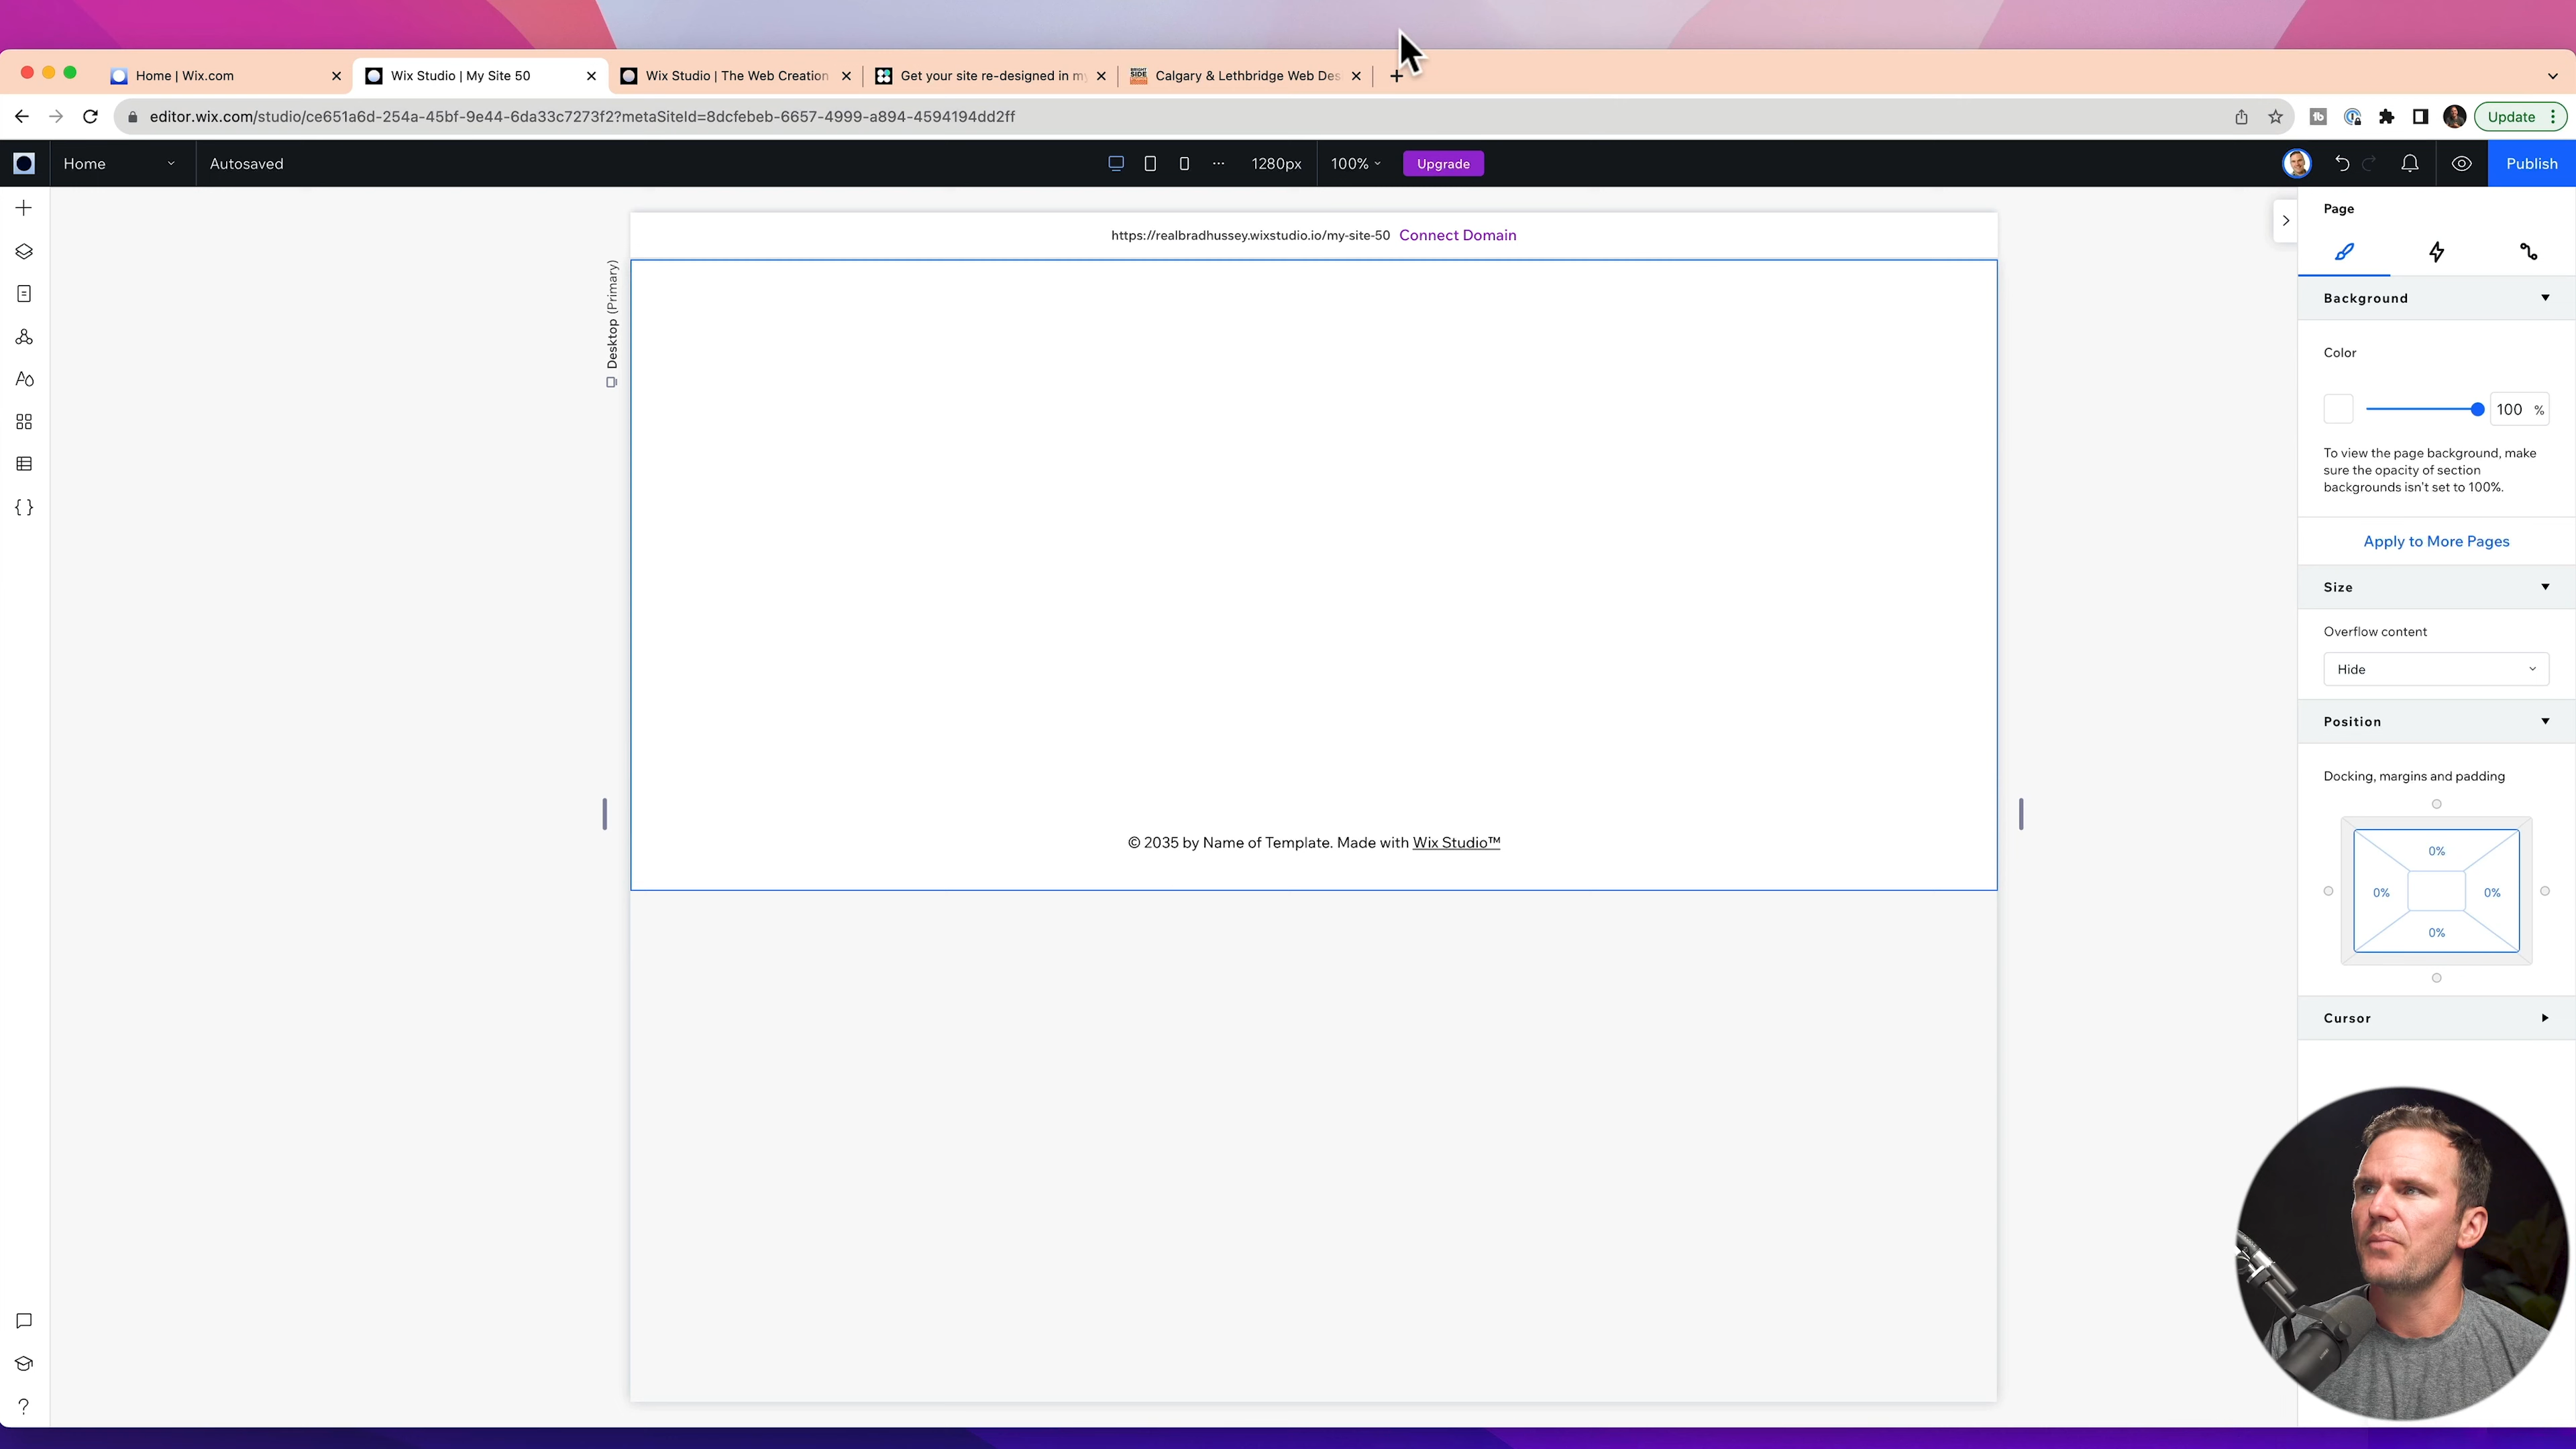 Home | Wix.com
Wix Studio | My Site 50
Wix Studio | The Web Creation
Get your site re-designed in my
BRIGHT SIDE
Calgary & Lethbridge Web Des
editor.wix.com/studio/ce651a6d-254a-45bf-9e44-6da33c7273f2?metaSiteId=8dcfebeb-6657-4999-a894-4594194dd2ff
Update
Home
Autosaved
1280px
100%
Upgrade
Publish
https://realbradhussey.wixstudio.io/my-site-50 Connect Domain
Desktop (Primary)
© 2035 by Name of Template. Made with Wix Studio™
Page
Background
Color
100 %
To view the page background, make
sure the opacity of section
backgrounds isn't set to 100%.
Apply to More Pages
Size
Overflow content
Hide
Position
Docking, margins and padding
0%
0% 0%
0%
Cursor